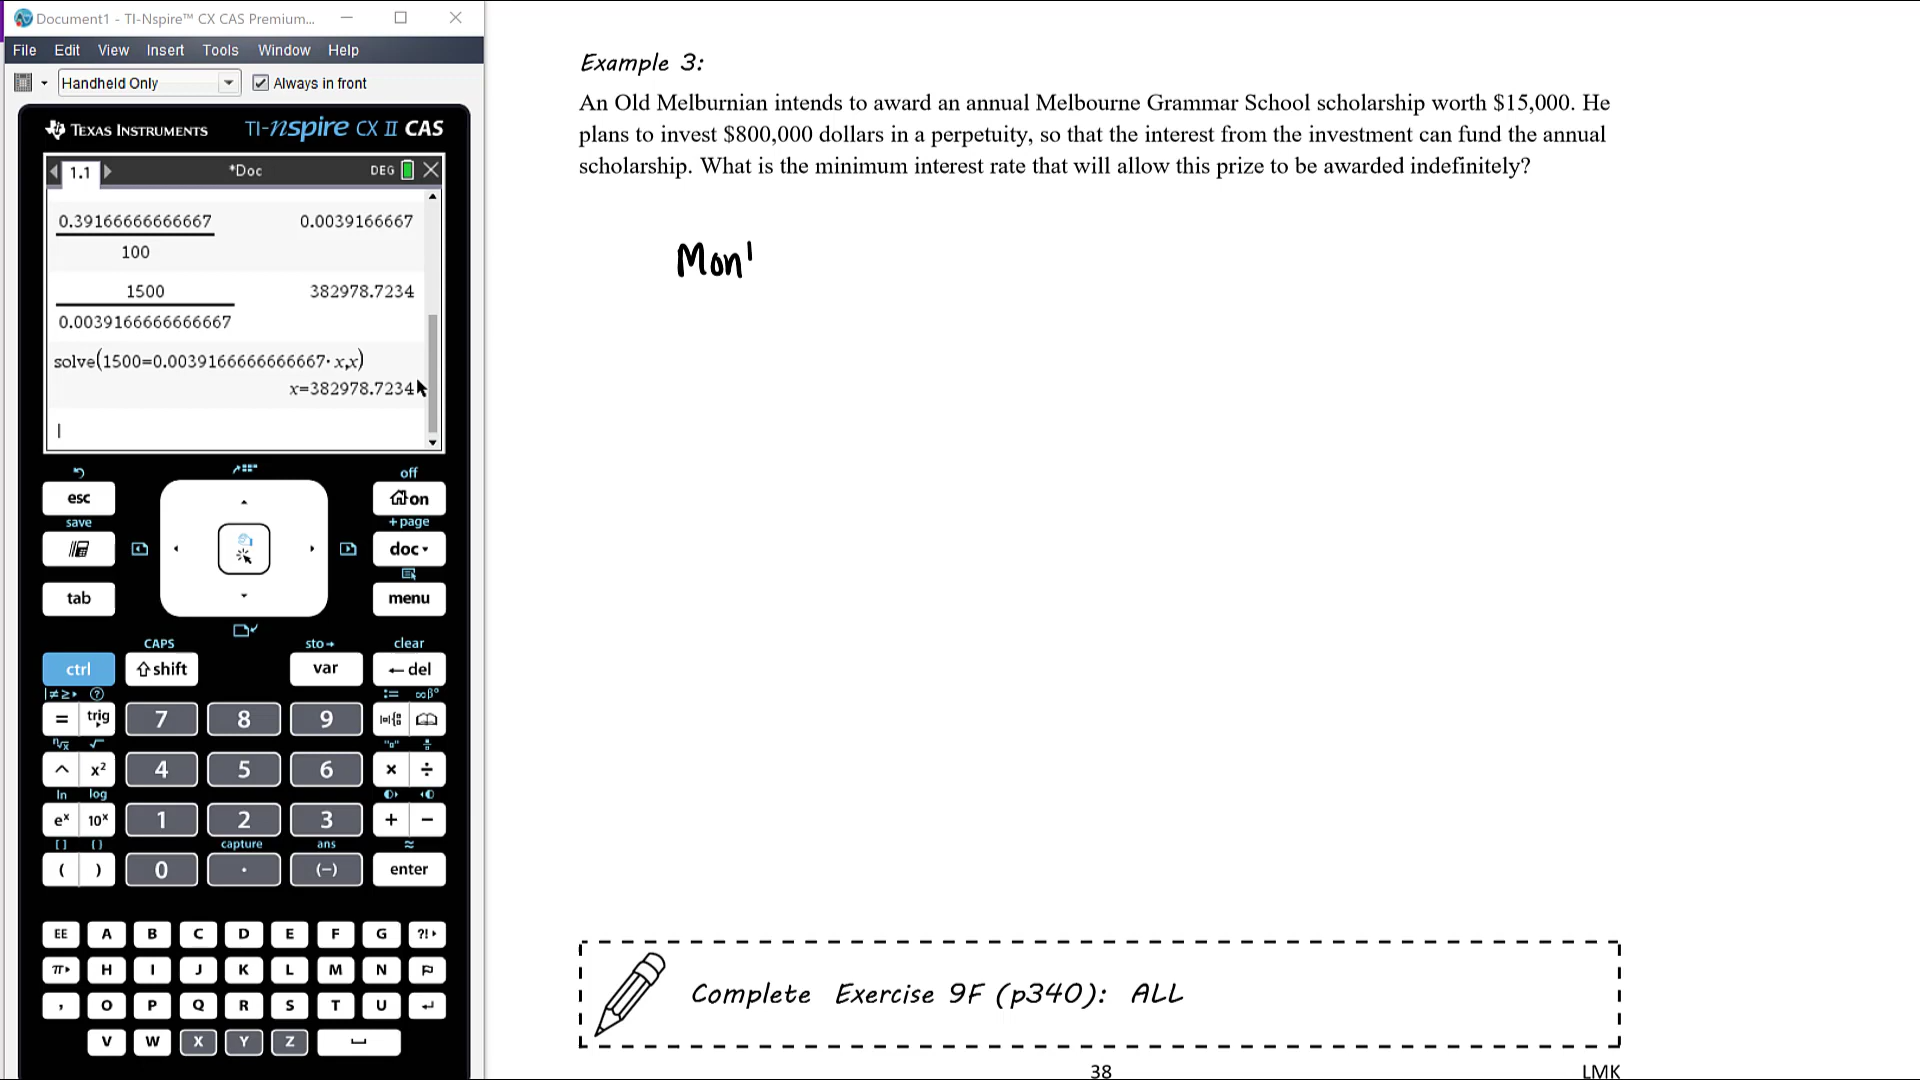 Document1 - TI-Nspire™ CX CAS Premium...
File Edit View Insert Tools Window Help
Handheld Only
Always in front
TEXAS INSTRUMENTS TI-nspire CX II CAS
1.1 *Doc DEG
0.39166666666667 0.0039166667
100
1500 382978.7234
0.0039166666666667
solve(1500=0.0039166666666667·x,x)
x=382978.7234
off
esc on
save + page
doc
tab menu
CAPS sto→ clear
ctrl shift var ←del
|≠≥▸ ? := ∞β°
= trig 7 8 9
ⁿ√x √
^ x² 4 5 6 × ÷
ln log
eˣ 10ˣ 1 2 3 + −
[ ] { } capture ans ≈
( ) 0 . (−) enter
EE A B C D E F G ?!▸
π▸ H I J K L M N
, O P Q R S T U
V W X Y Z
Example 3:
An Old Melburnian intends to award an annual Melbourne Grammar School scholarship worth $15,000. He
plans to invest $800,000 dollars in a perpetuity, so that the interest from the investment can fund the annual
scholarship. What is the minimum interest rate that will allow this prize to be awarded indefinitely?
Mon
Complete Exercise 9F (p340): ALL
38 LMK